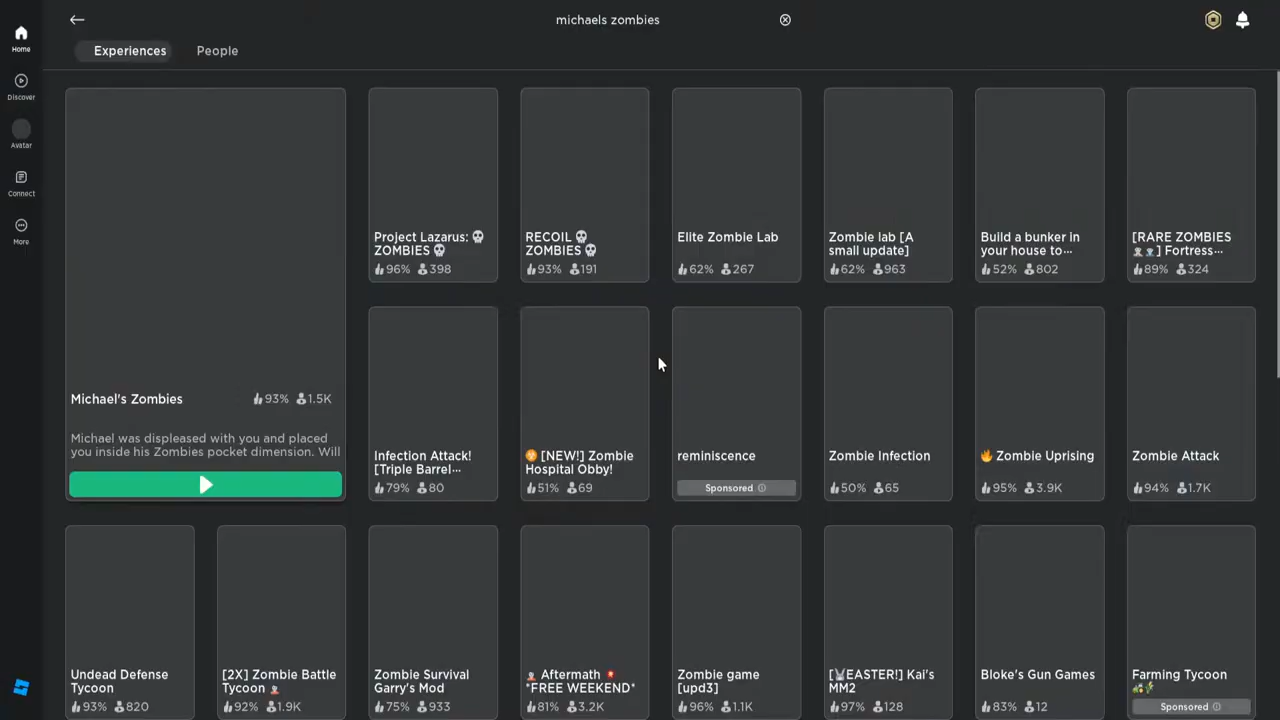 michaels zombies
Home
Experiences
People
Discover
Avatar
Connect
More
Michael's Zombies
93% 1.5K
Michael was displeased with you and placed
you inside his Zombies pocket dimension. Will
Project Lazarus: 💀
ZOMBIES 💀
96% 398
RECOIL 💀
ZOMBIES 💀
93% 191
Elite Zombie Lab
62% 267
Zombie lab [A
small update]
62% 963
Build a bunker in
your house to...
52% 802
[RARE ZOMBIES
🧟🧟] Fortress...
89% 324
Infection Attack!
[Triple Barrel...
79% 80
☣ [NEW!] Zombie
Hospital Obby!
51% 69
reminiscence
Sponsored
Zombie Infection
50% 65
🔥 Zombie Uprising
95% 3.9K
Zombie Attack
94% 1.7K
Undead Defense
Tycoon
93% 820
[2X] Zombie Battle
Tycoon 🧟
92% 1.9K
Zombie Survival
Garry's Mod
75% 933
🧟 Aftermath 💥
*FREE WEEKEND*
81% 3.2K
Zombie game
[upd3]
96% 1.1K
[🐰EASTER!] Kai's
MM2
97% 128
Bloke's Gun Games
83% 12
Farming Tycoon
🚜🌽
Sponsored